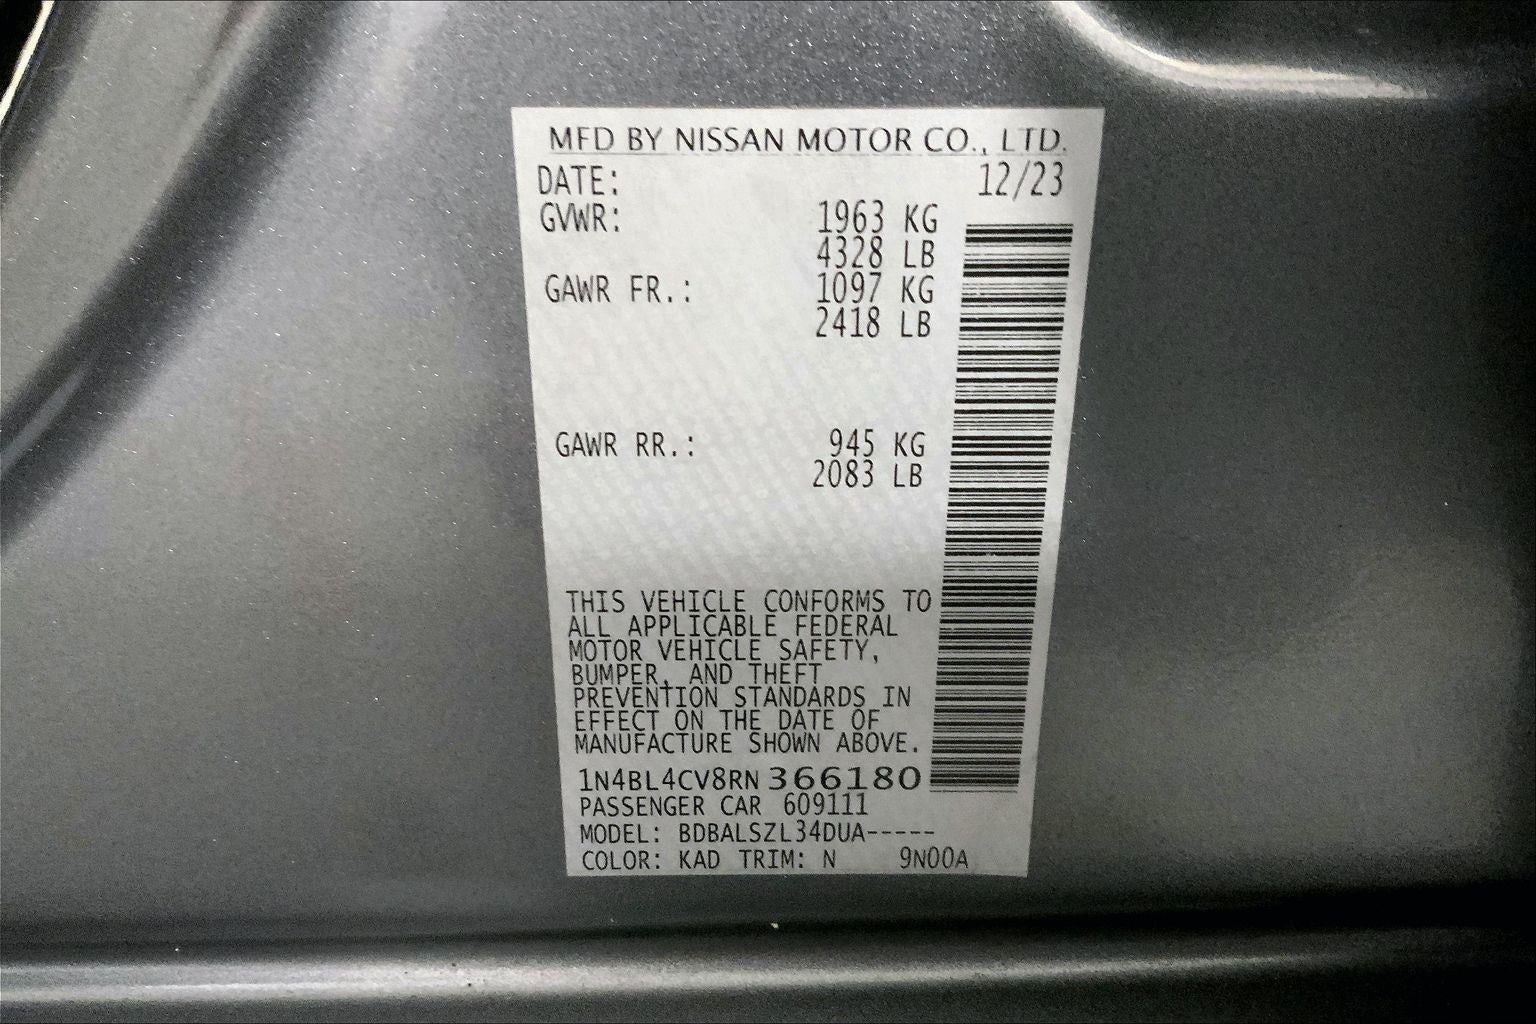 MFD BY NISSAN MOTOR CO., LTD.
DATE: 12/23
GVWR: 1963 KG
4328 LB
GAWR FR.: 1097 KG
2418 LB
GAWR RR.: 945 KG
2083 LB
THIS VEHICLE CONFORMS TO
ALL APPLICABLE FEDERAL
MOTOR VEHICLE SAFETY,
BUMPER, AND THEFT
PREVENTION STANDARDS IN
EFFECT ON THE DATE OF
MANUFACTURE SHOWN ABOVE.
1N4BL4CV8RN 366180
PASSENGER CAR 609111
MODEL: BDBALSZL34DUA-----
COLOR: KAD TRIM: N 9N00A